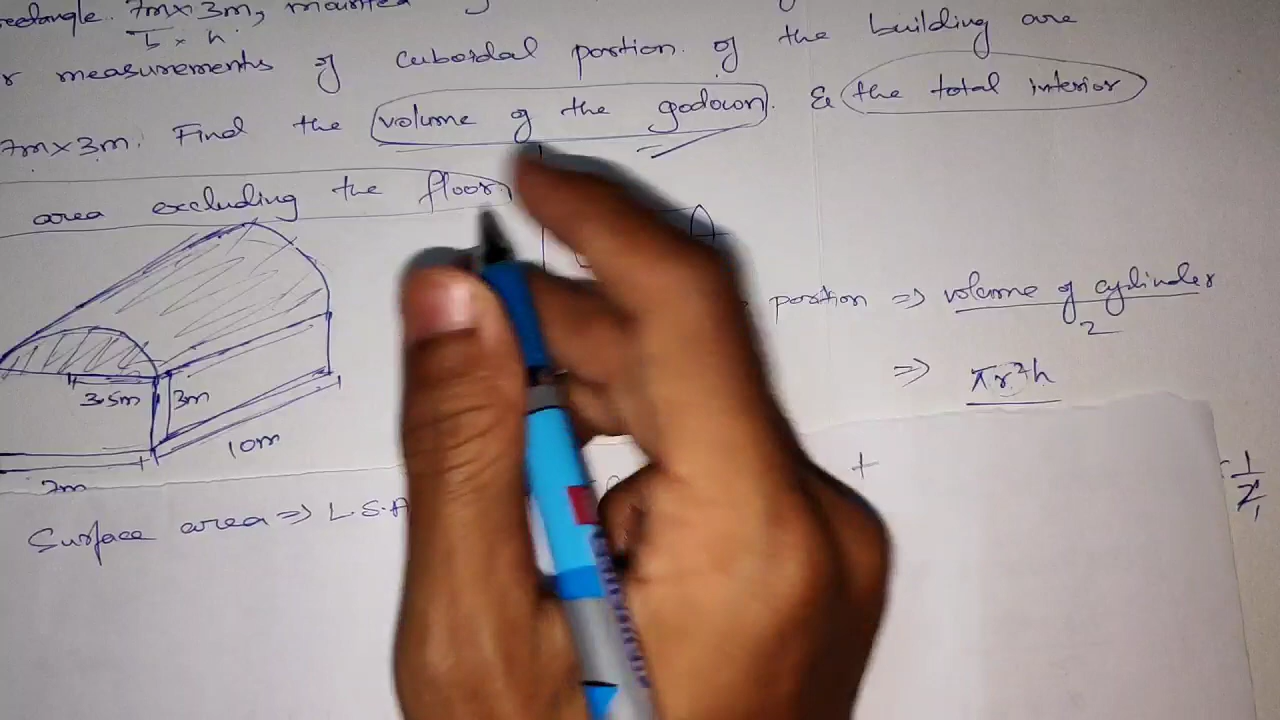 rectangle. 7m × 3m, mounted
b × h
r measurements of cuboidal portion of the building are
7m × 3m. Find the volume of the godown. & the total interior
area excluding the floor.
portion ⇒ volume of cylinder
2
⇒ πr²h
3.5m
3m
10m
7m
+
1
2
Surface area ⇒ L.S.A